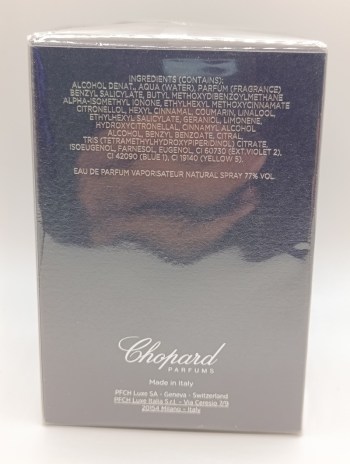 INGREDIENTS (CONTAINS):
ALCOHOL DENAT., AQUA (WATER), PARFUM (FRAGRANCE)
BENZYL SALICYLATE, BUTYL METHOXYDIBENZOYLMETHANE
ALPHA-ISOMETHYL IONONE, ETHYLHEXYL METHOXYCINNAMATE
CITRONELLOL, HEXYL CINNAMAL, COUMARIN, LINALOOL,
ETHYLHEXYL SALICYLATE, GERANIOL, LIMONENE,
HYDROXYCITRONELLAL, CINNAMYL ALCOHOL
ALCOHOL, BENZYL BENZOATE, CITRAL,
TRIS (TETRAMETHYLHYDROXYPIPERIDINOL) CITRATE,
ISOEUGENOL, FARNESOL, EUGENOL, CI 60730 (EXT.VIOLET 2),
CI 42090 (BLUE 1), CI 19140 (YELLOW 5).
EAU DE PARFUM VAPORISATEUR NATURAL SPRAY 77% VOL.
Chopard
PARFUMS
Made in Italy
PFCH Luxe SA - Geneva - Switzerland
PFCH Luxe Italia S.r.l. - Via Ceresio 7/9
20154 Milano - Italy